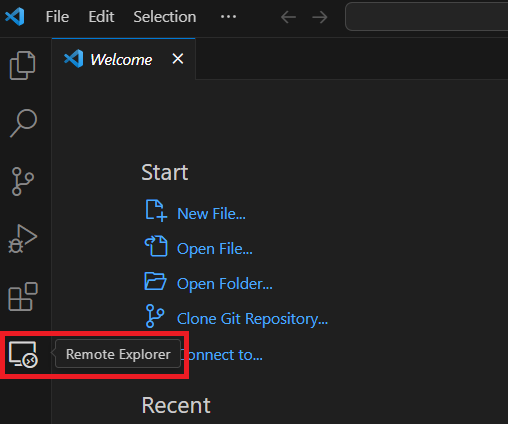 File Edit Selection ...
Welcome
Start
New File...
Open File...
Open Folder...
Clone Git Repository...
Remote Explorer
onnect to...
Recent